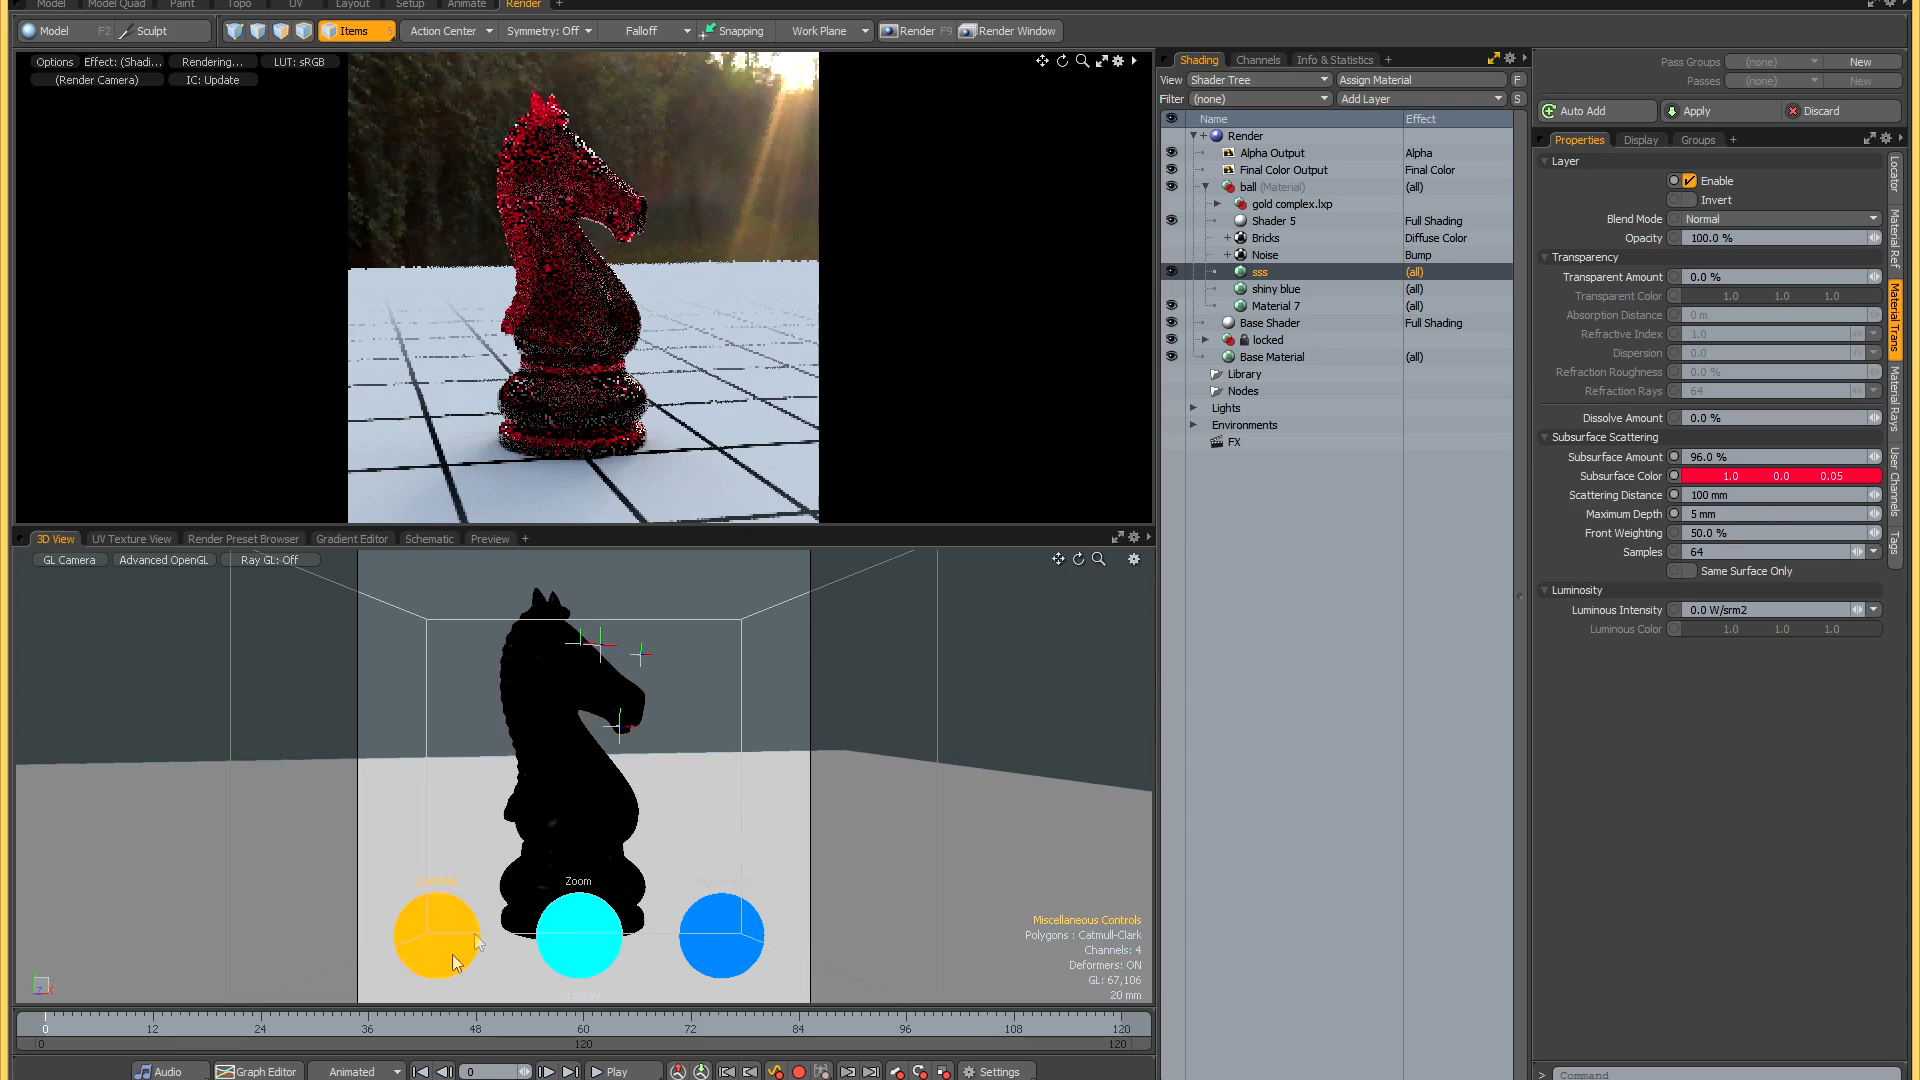 Model Model Quad Paint Topo UV Layout Setup Animate Render +
Model F2 Sculpt Items 5 Action Center Symmetry: Off Falloff Snapping Work Plane Render F9 Render Window
Options Effect: (Shadi... Rendering... LUT: sRGB
(Render Camera) IC: Update
Shading Channels Info & Statistics +
View Shader Tree Assign Material F
Filter (none) Add Layer S
Name Effect
Render
Alpha Output Alpha
Final Color Output Final Color
ball (Material) (all)
gold complex.lxp
Shader 5 Full Shading
Bricks Diffuse Color
Noise Bump
sss (all)
shiny blue (all)
Material 7 (all)
Base Shader Full Shading
locked
Base Material (all)
Library
Nodes
Lights
Environments
FX
Pass Groups (none) New
Passes (none) New
Auto Add Apply Discard
Properties Display Groups +
Layer
Enable
Invert
Blend Mode Normal
Opacity 100.0 %
Transparency
Transparent Amount 0.0 %
Transparent Color 1.0 1.0 1.0
Absorption Distance 0 m
Refractive Index 1.0
Dispersion 0.0
Refraction Roughness 0.0 %
Refraction Rays 64
Dissolve Amount 0.0 %
Subsurface Scattering
Subsurface Amount 96.0 %
Subsurface Color 1.0 0.0 0.05
Scattering Distance 100 mm
Maximum Depth 5 mm
Front Weighting 50.0 %
Samples 64
Same Surface Only
Luminosity
Luminous Intensity 0.0 W/srm2
Luminous Color 1.0 1.0 1.0
Locator
Material Ref
Material Trans
Material Rays
User Channels
Tags
3D View UV Texture View Render Preset Browser Gradient Editor Schematic Preview +
GL Camera Advanced OpenGL Ray GL: Off
Zoom
Locked
Miscellaneous Controls
Polygons : Catmull-Clark
Channels: 4
Deformers: ON
GL: 67,106
20 mm
0 12 24 36 48 60 72 84 96 108 120
0 120 120
Audio Graph Editor Animated 0 Play Settings
Command